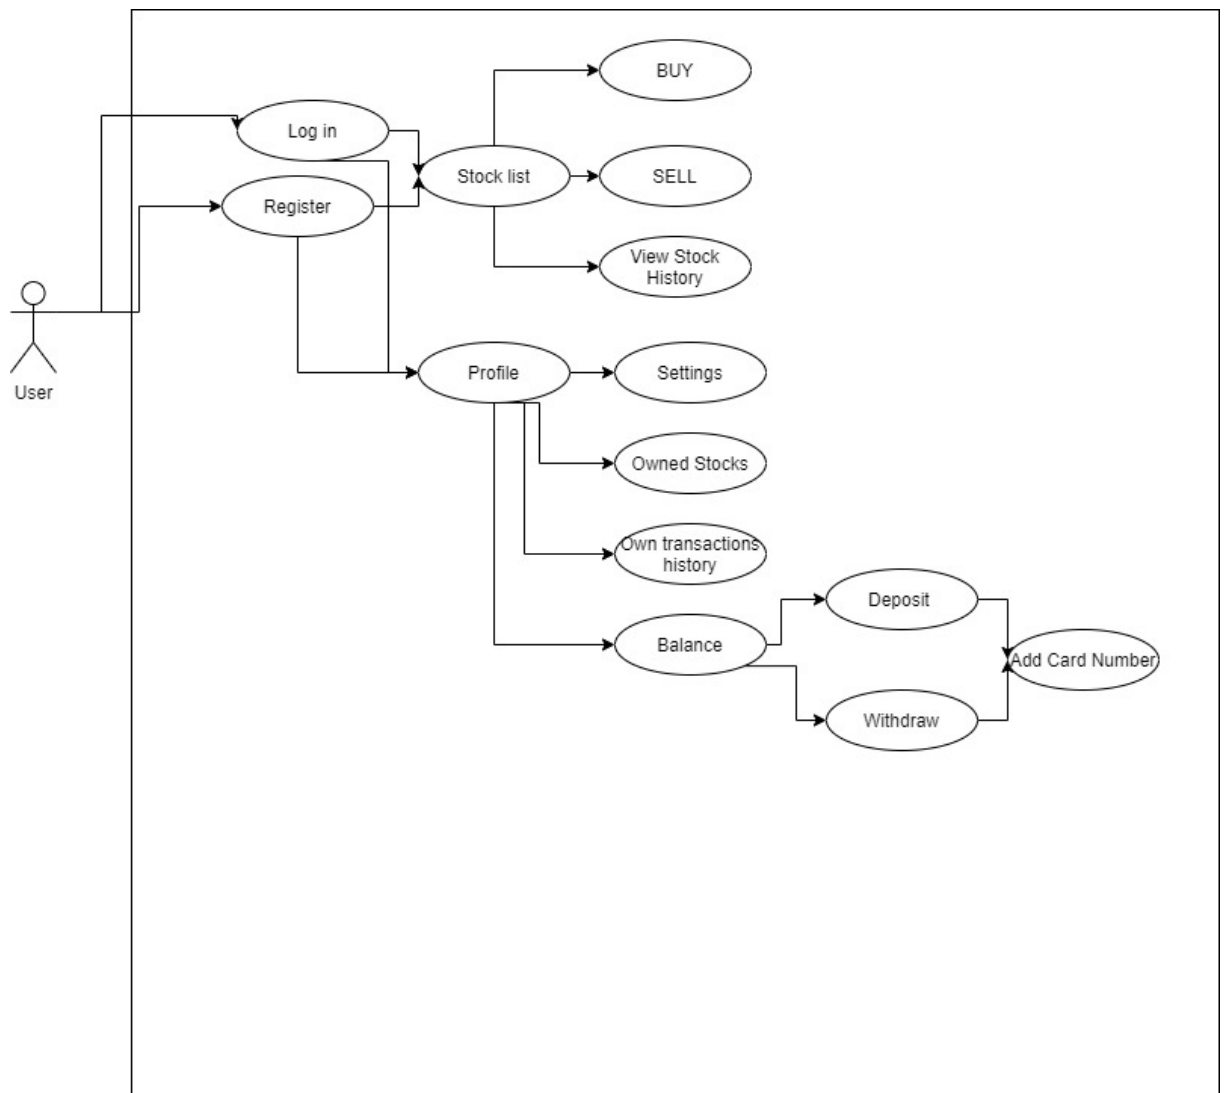 BUY
Log in
Stock list
SELL
Register
View Stock
History
User
Profile
Settings
Owned Stocks
Own transactions
history
Deposit
Balance
Add Card Number
Withdraw